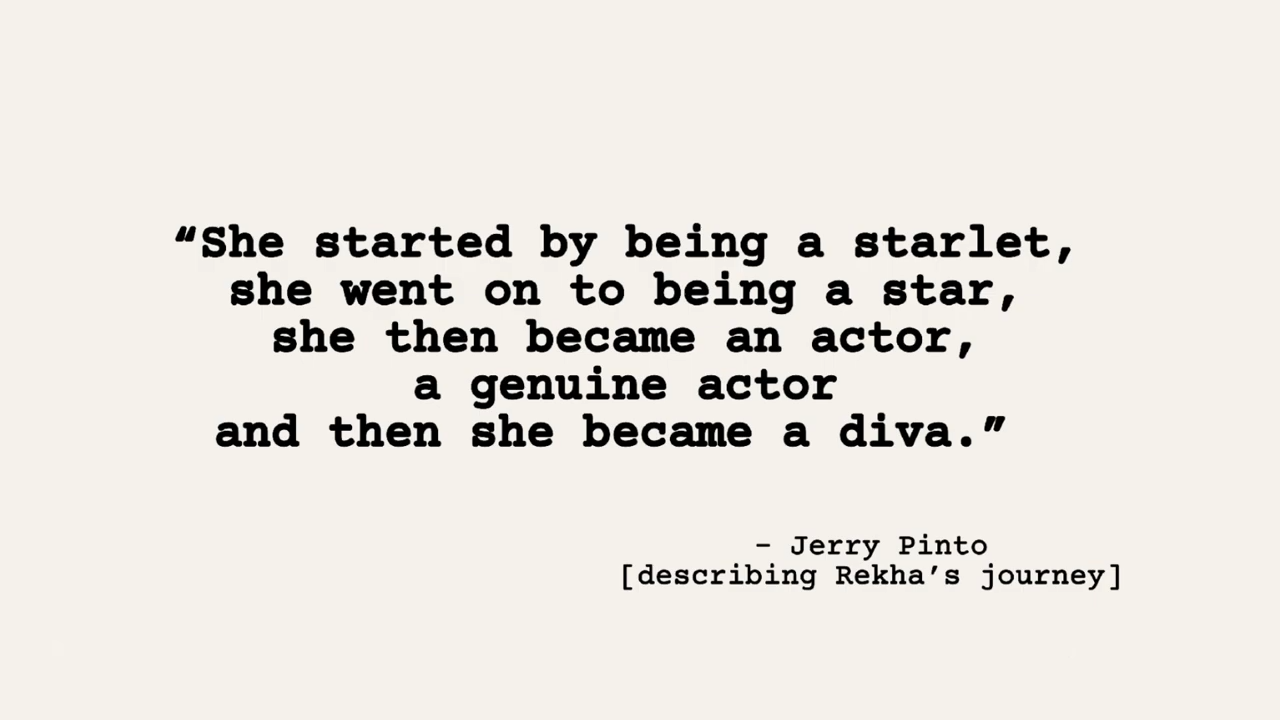 “She started by being a starlet,
she went on to being a star,
she then became an actor,
a genuine actor
and then she became a diva.”
– Jerry Pinto
[describing Rekha’s journey]